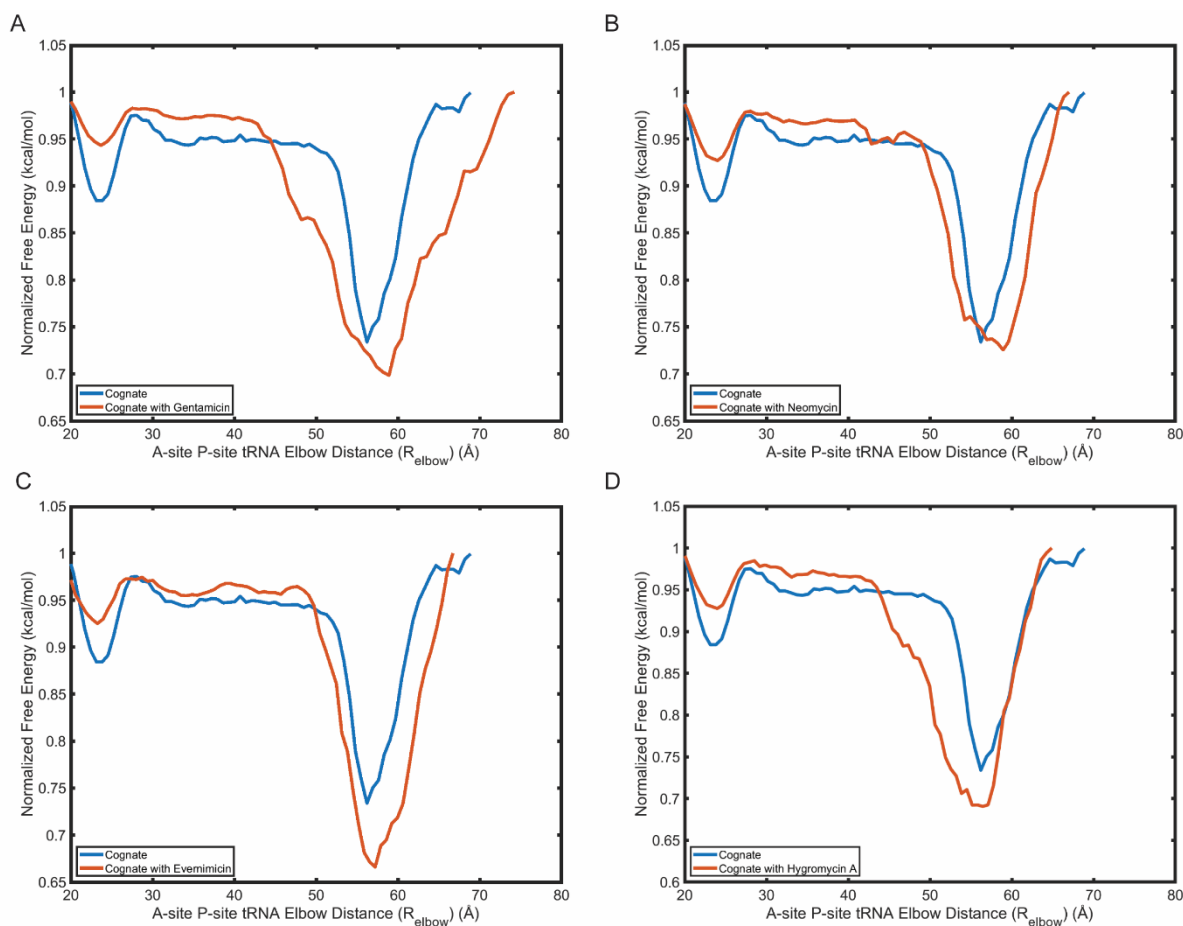 A
1.05
1
0.95
0.9
0.85
0.8
0.75
0.7
0.65
Normalized Free Energy (kcal/mol)
Cognate
Cognate with Gentamicin
20 30 40 50 60 70 80
A-site P-site tRNA Elbow Distance (R_elbow) (Å)
B
1.05
1
0.95
0.9
0.85
0.8
0.75
0.7
0.65
Normalized Free Energy (kcal/mol)
Cognate
Cognate with Neomycin
20 30 40 50 60 70 80
A-site P-site tRNA Elbow Distance (R_elbow) (Å)
C
1.05
1
0.95
0.9
0.85
0.8
0.75
0.7
0.65
Normalized Free Energy (kcal/mol)
Cognate
Cognate with Evernimicin
20 30 40 50 60 70 80
A-site P-site tRNA Elbow Distance (R_elbow) (Å)
D
1.05
1
0.95
0.9
0.85
0.8
0.75
0.7
0.65
0.6
Normalized Free Energy (kcal/mol)
Cognate
Cognate with Hygromycin A
20 30 40 50 60 70 80
A-site P-site tRNA Elbow Distance (R_elbow) (Å)